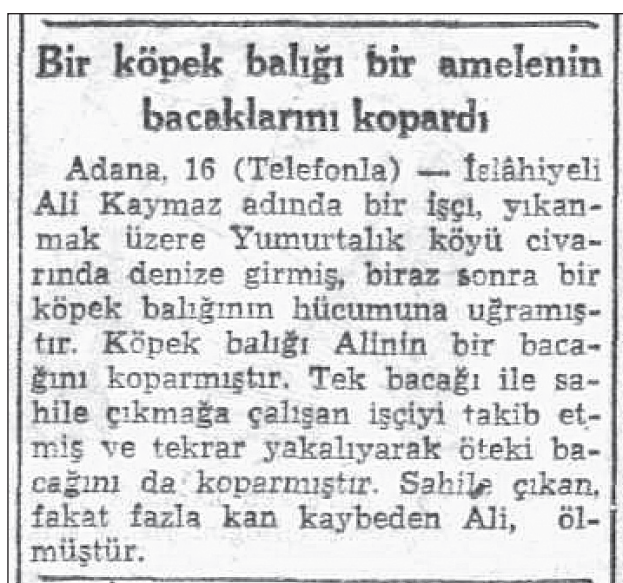 Bir köpek balığı bir amelenin
bacaklarını kopardı
Adana, 16 (Telefonla) — İslâhiyeli
Ali Kaymaz adında bir işçi, yıkan-
mak üzere Yumurtalık köyü civa-
rında denize girmiş, biraz sonra bir
köpek balığının hücumuna uğramış-
tır. Köpek balığı Alinin bir baca-
ğını koparmıştır. Tek bacağı ile sa-
hile çıkmağa çalışan işçiyi takib et-
miş ve tekrar yakalıyarak öteki ba-
cağını da koparmıştır. Sahile çıkan,
fakat fazla kan kaybeden Ali, öl-
müştür.